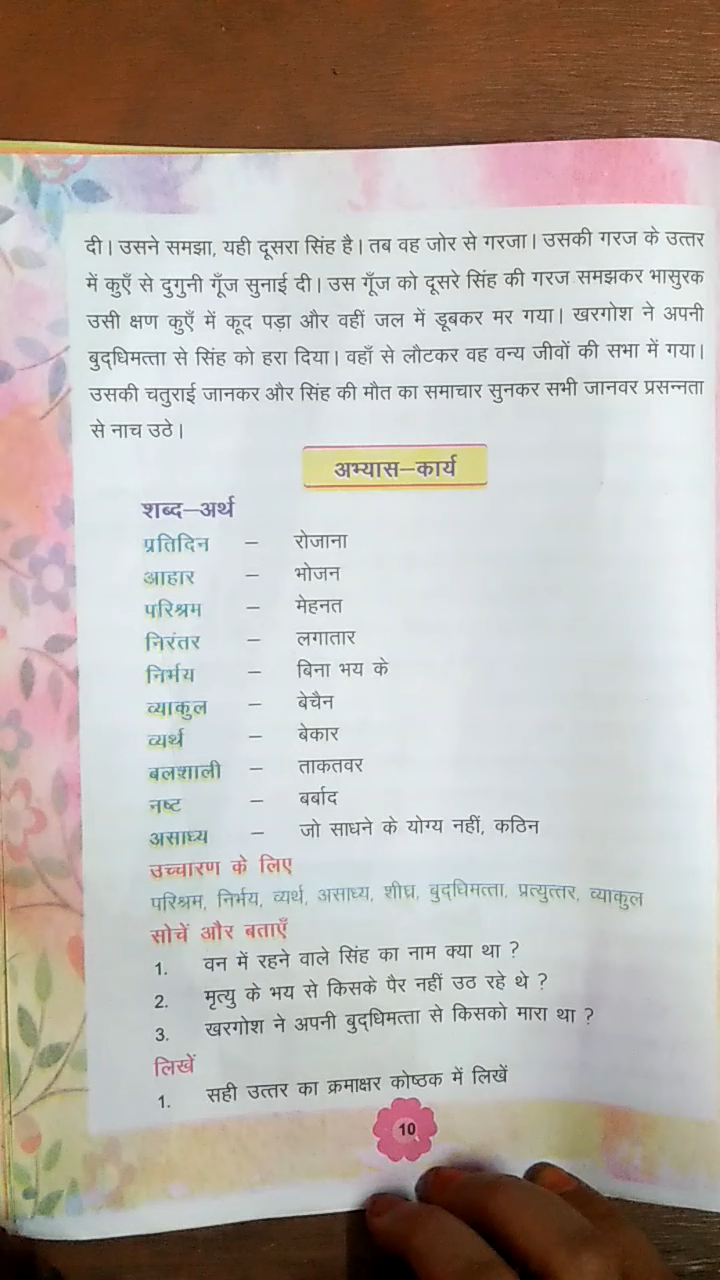 दी। उसने समझा, यही दूसरा सिंह है। तब वह जोर से गरजा। उसकी गरज के उत्तर
में कुएँ से दुगुनी गूँज सुनाई दी। उस गूँज को दूसरे सिंह की गरज समझकर भासुरक
उसी क्षण कुएँ में कूद पड़ा और वहीं जल में डूबकर मर गया। खरगोश ने अपनी
बुद्धिमत्ता से सिंह को हरा दिया। वहाँ से लौटकर वह वन्य जीवों की सभा में गया।
उसकी चतुराई जानकर और सिंह की मौत का समाचार सुनकर सभी जानवर प्रसन्नता
से नाच उठे।
अभ्यास–कार्य
शब्द–अर्थ
प्रतिदिन – रोजाना
आहार – भोजन
परिश्रम – मेहनत
निरंतर – लगातार
निर्भय – बिना भय के
व्याकुल – बेचैन
व्यर्थ – बेकार
बलशाली – ताकतवर
नष्ट – बर्बाद
असाध्य – जो साधने के योग्य नहीं, कठिन
उच्चारण के लिए
परिश्रम, निर्भय, व्यर्थ, असाध्य, शीघ्र, बुद्धिमत्ता, प्रत्युत्तर, व्याकुल
सोचें और बताएँ
1. वन में रहने वाले सिंह का नाम क्या था ?
2. मृत्यु के भय से किसके पैर नहीं उठ रहे थे ?
3. खरगोश ने अपनी बुद्धिमत्ता से किसको मारा था ?
लिखें
1. सही उत्तर का क्रमाक्षर कोष्ठक में लिखें
10